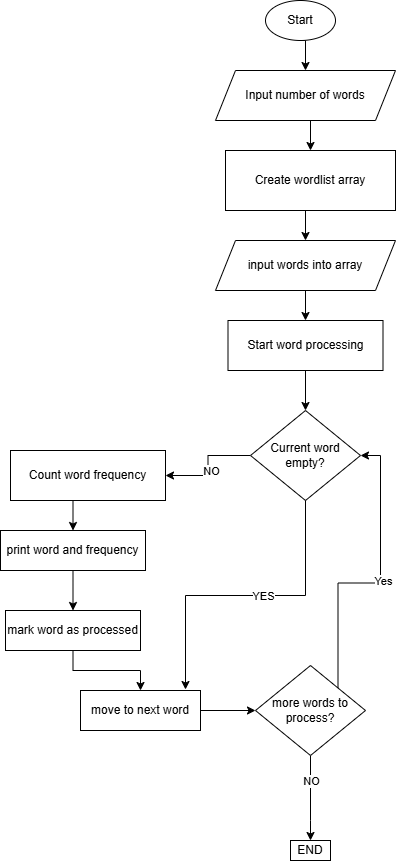 Start
Input number of words
Create wordlist array
input words into array
Start word processing
Current word
empty?
NO
Count word frequency
print word and frequency
Yes
YES
mark word as processed
move to next word
more words to
process?
NO
END